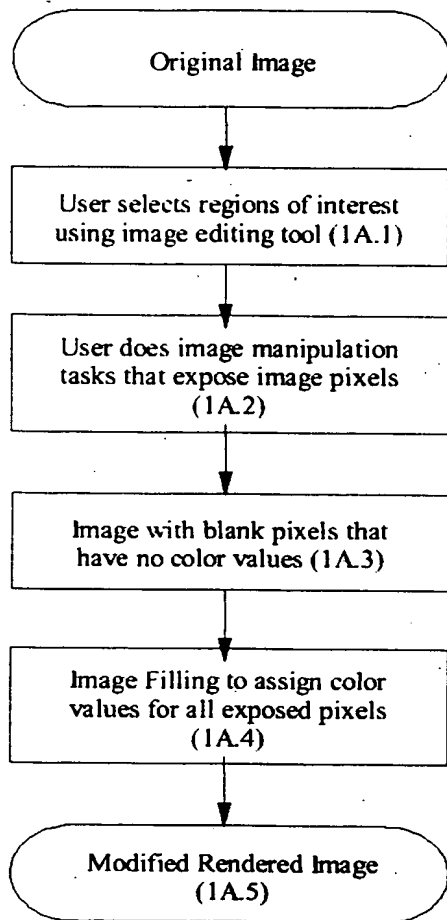 Original Image
User selects regions of interest
using image editing tool (1A.1)
User does image manipulation
tasks that expose image pixels
(1A.2)
Image with blank pixels that
have no color values (1A.3)
Image Filling to assign color
values for all exposed pixels
(1A.4)
Modified Rendered Image
(1A.5)